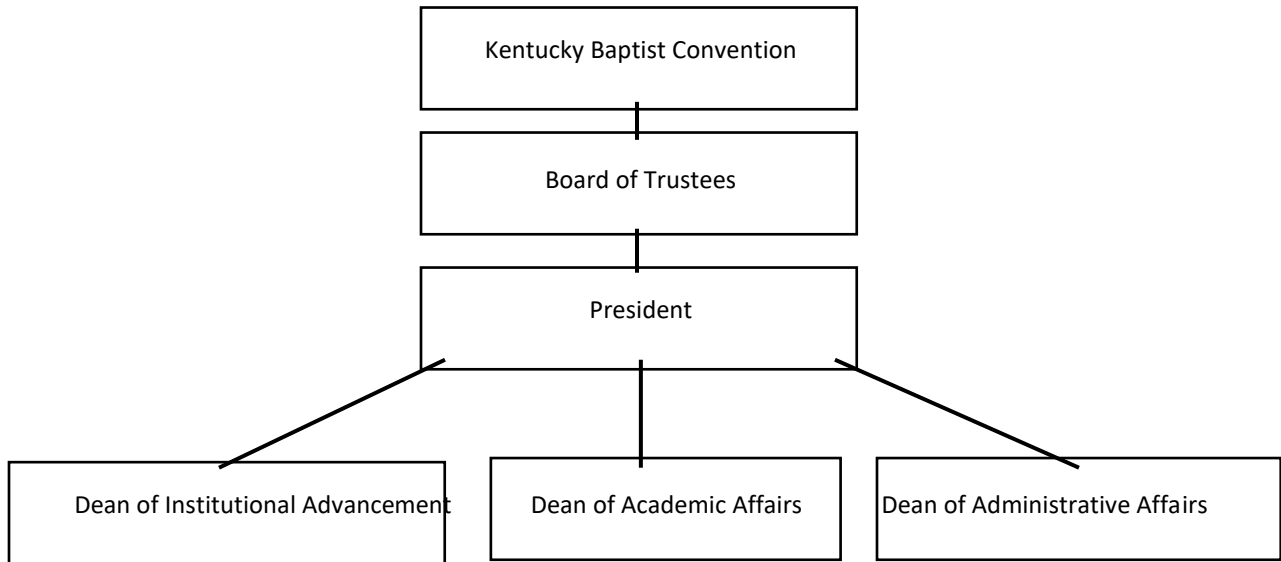 Kentucky Baptist Convention
Board of Trustees
President
Dean of Institutional Advancement
Dean of Academic Affairs
Dean of Administrative Affairs